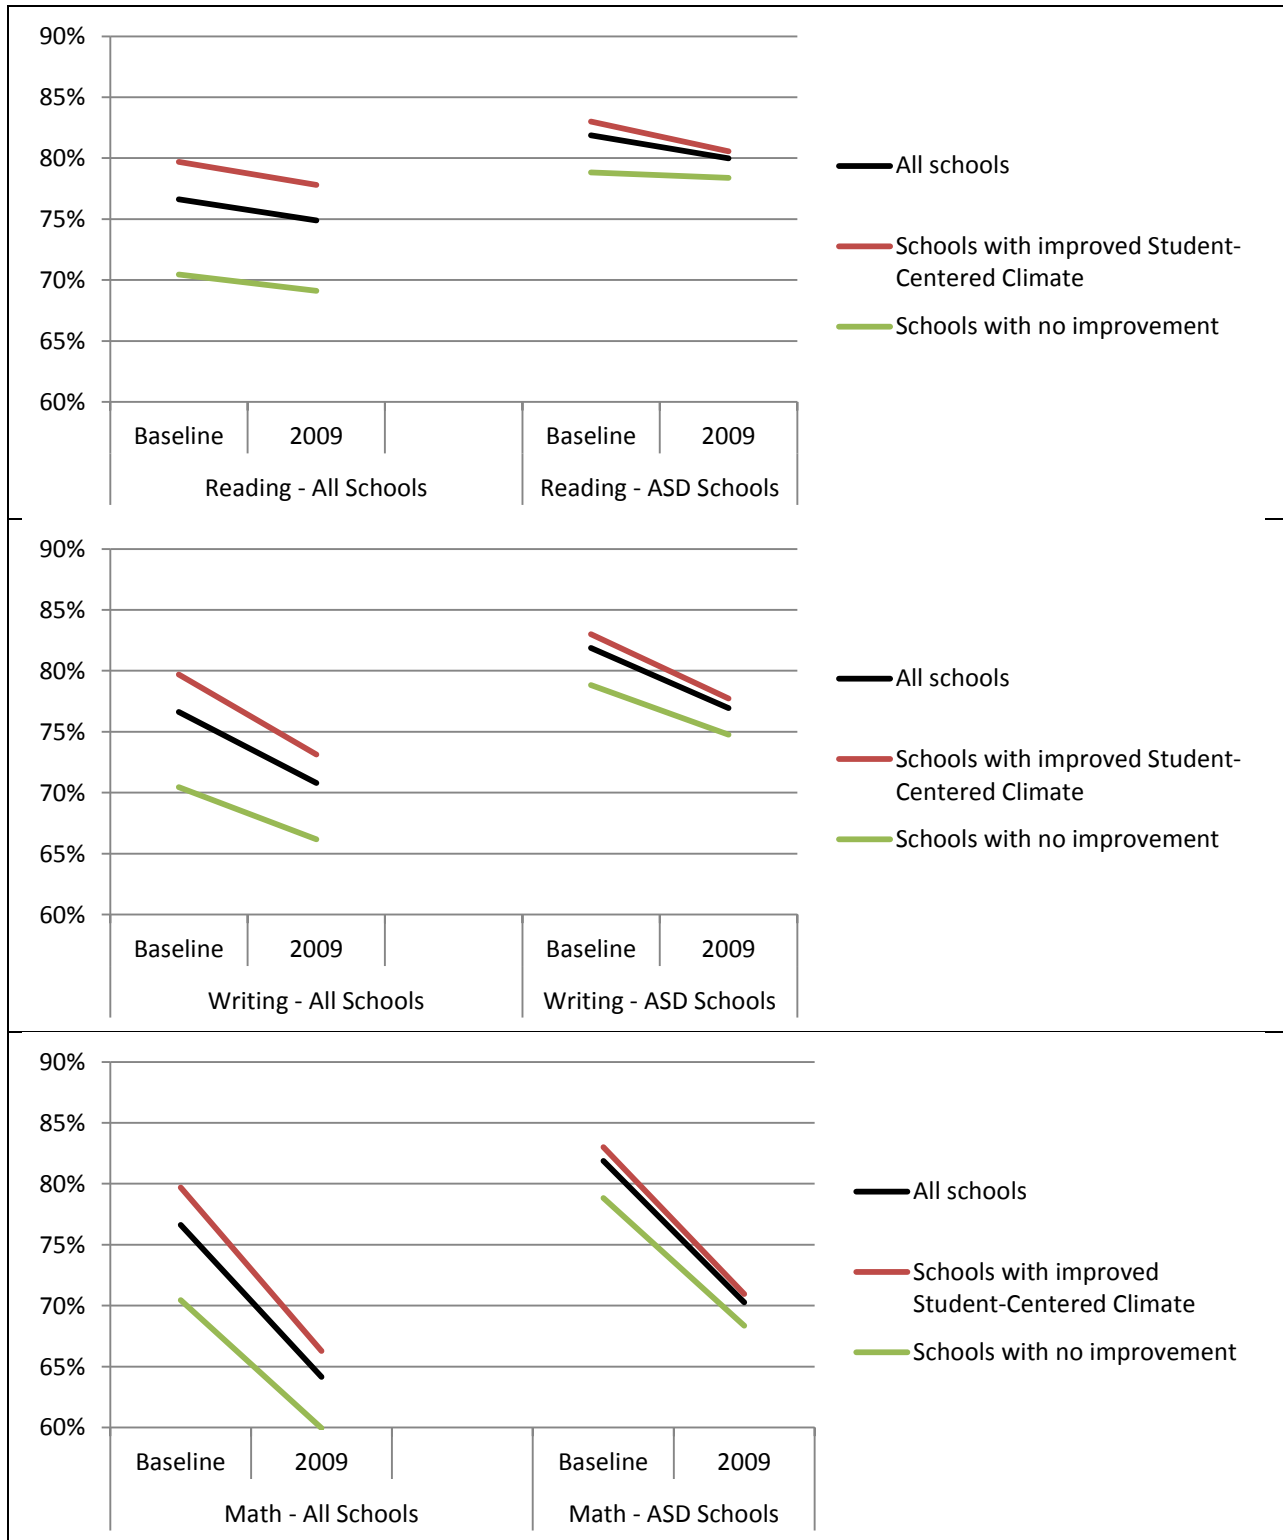 90%
85%
80%
75%
70%
65%
60%
Baseline 2009 Baseline 2009
Reading - All Schools Reading - ASD Schools
All schools
Schools with improved Student-
Centered Climate
Schools with no improvement
90%
85%
80%
75%
70%
65%
60%
Baseline 2009 Baseline 2009
Writing - All Schools Writing - ASD Schools
All schools
Schools with improved Student-
Centered Climate
Schools with no improvement
90%
85%
80%
75%
70%
65%
60%
Baseline 2009 Baseline 2009
Math - All Schools Math - ASD Schools
All schools
Schools with improved
Student-Centered Climate
Schools with no improvement